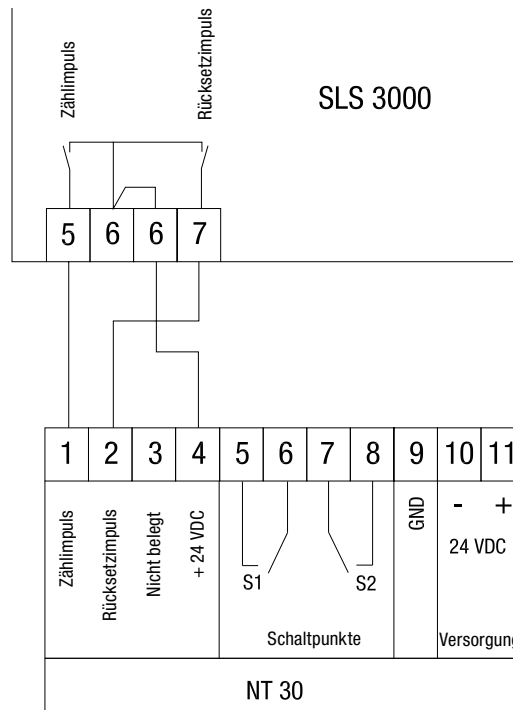 Zählimpuls
Rücksetzimpuls
SLS 3000
5 6 6 7
1 2 3 4 5 6 7 8 9 10 11
Zählimpuls
Rücksetzimpuls
Nicht belegt
+ 24 VDC
S1
S2
Schaltpunkte
GND
- +
24 VDC
Versorgung
NT 30